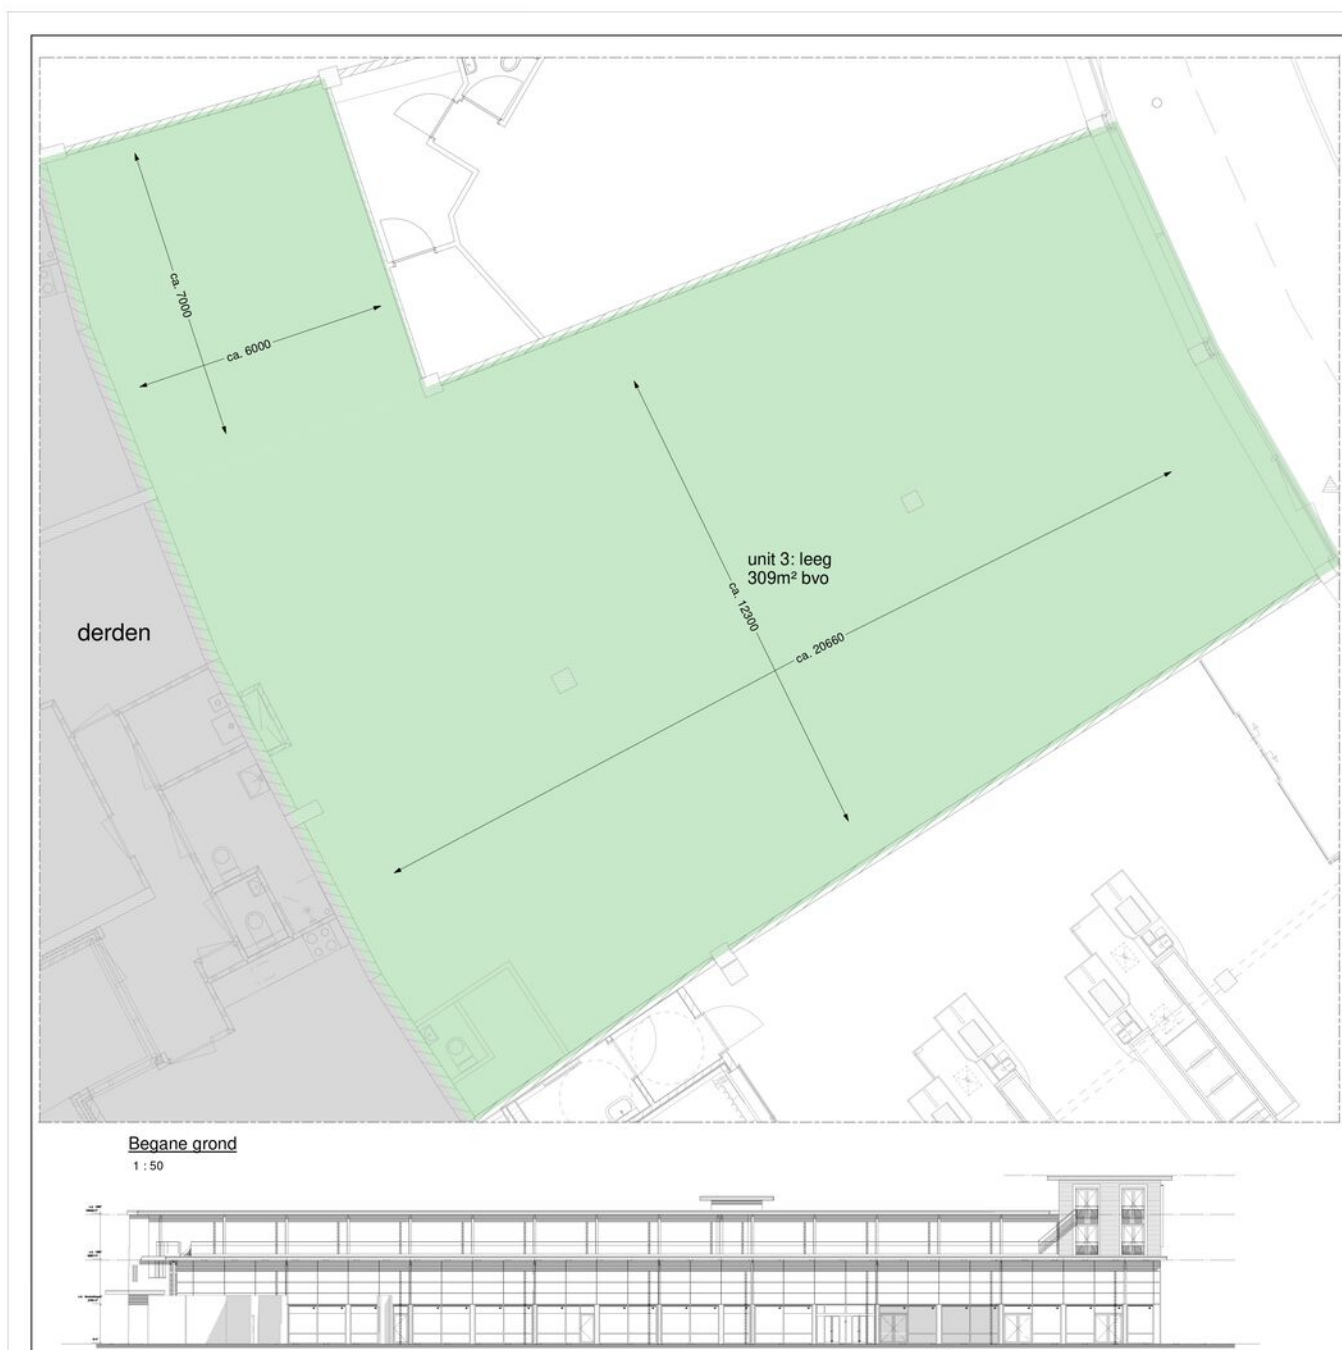 ca. 7000
ca. 6000
unit 3: leeg
309m² bvo
ca. 12300
ca. 20660
derden
Begane grond
1 : 50